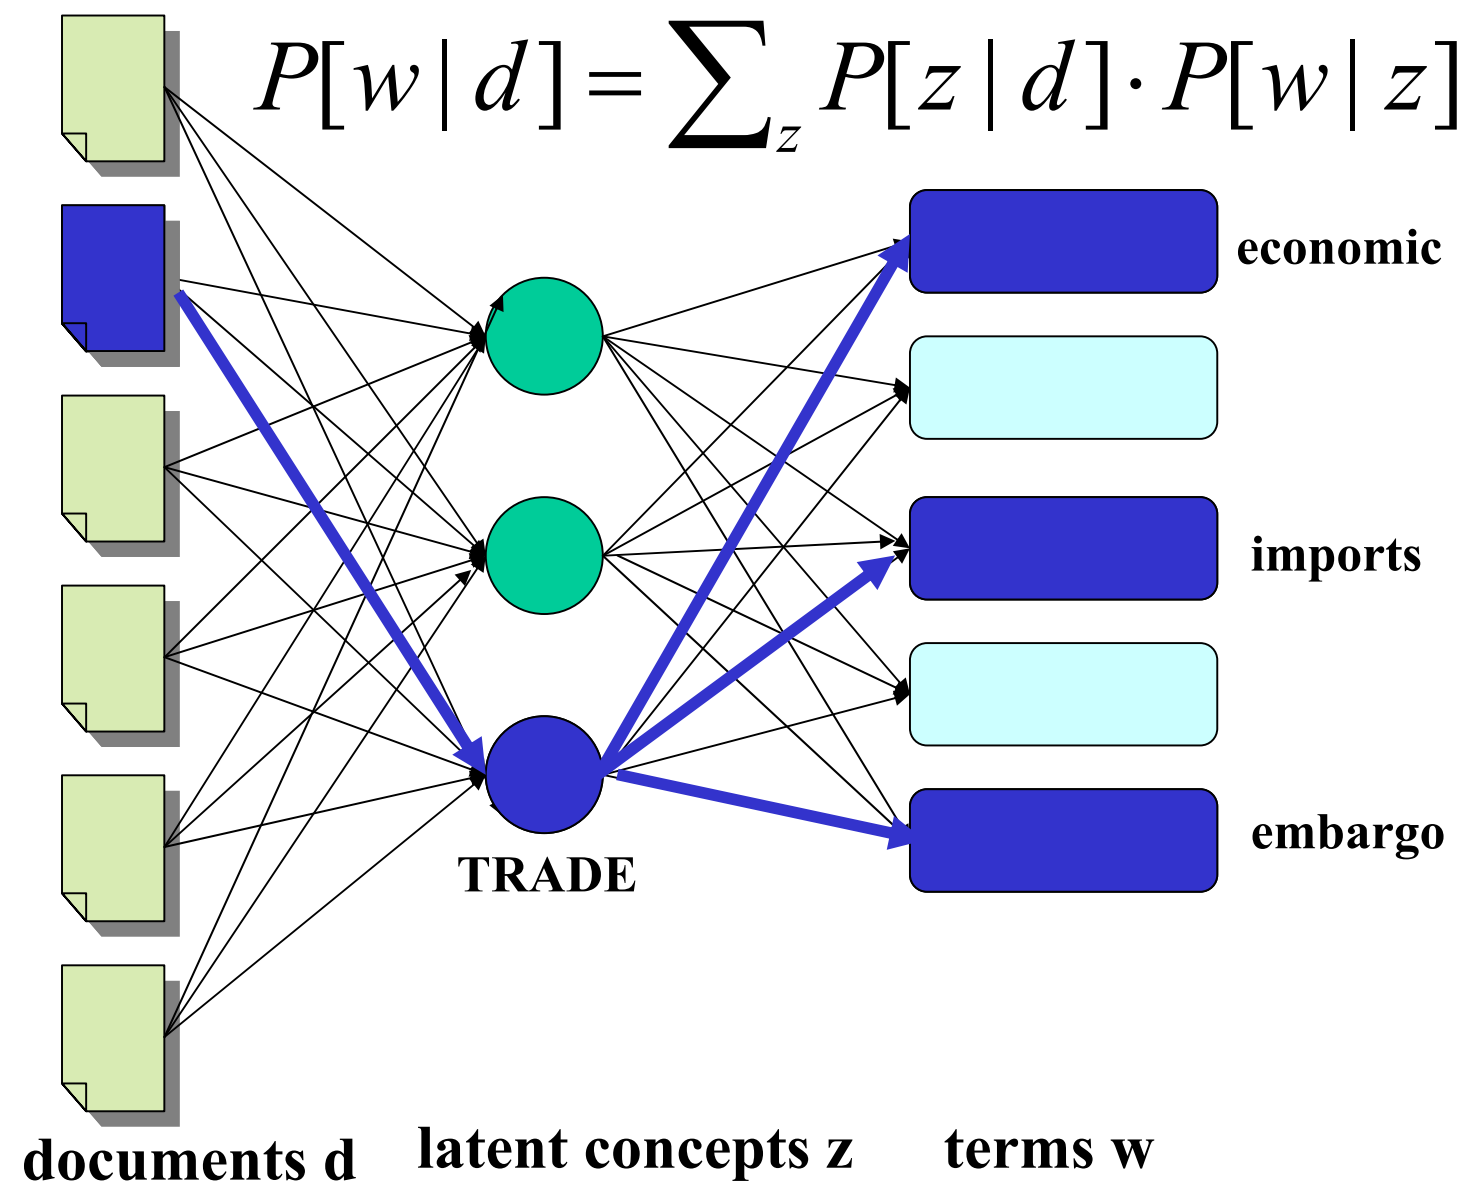 P[w | d] = ∑z P[z | d] · P[w | z]
economic
imports
embargo
TRADE
documents d
latent concepts z
terms w